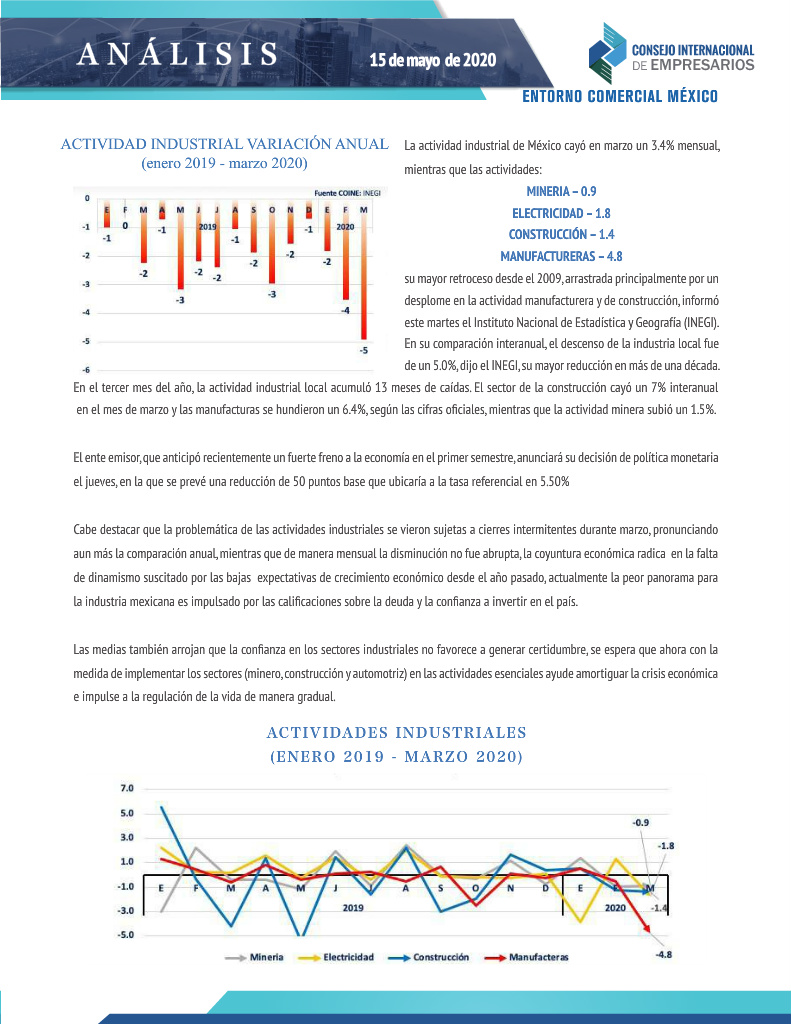 ANÁLISIS
15 de mayo de 2020
CONSEJO INTERNACIONAL
DE EMPRESARIOS
ENTORNO COMERCIAL MÉXICO
ACTIVIDAD INDUSTRIAL VARIACIÓN ANUAL
(enero 2019 - marzo 2020)
Fuente COINE: INEGI
0
E F M A M J J A S O N D E F M
2019
2020
-1
-2
-3
-4
-5
-6
-1 0 -2 -1 -3 -2 -2 -1 -2 -3 -2 -1 -2 -4 -5
La actividad industrial de México cayó en marzo un 3.4% mensual,
mientras que las actividades:
MINERIA – 0.9
ELECTRICIDAD – 1.8
CONSTRUCCIÓN – 1.4
MANUFACTURERAS – 4.8
su mayor retroceso desde el 2009, arrastrada principalmente por un
desplome en la actividad manufacturera y de construcción, informó
este martes el Instituto Nacional de Estadística y Geografía (INEGI).
En su comparación interanual, el descenso de la industria local fue
de un 5.0%, dijo el INEGI, su mayor reducción en más de una década.
En el tercer mes del año, la actividad industrial local acumuló 13 meses de caídas. El sector de la construcción cayó un 7% interanual
en el mes de marzo y las manufacturas se hundieron un 6.4%, según las cifras oficiales, mientras que la actividad minera subió un 1.5%.
El ente emisor, que anticipó recientemente un fuerte freno a la economía en el primer semestre, anunciará su decisión de política monetaria
el jueves, en la que se prevé una reducción de 50 puntos base que ubicaría a la tasa referencial en 5.50%
Cabe destacar que la problemática de las actividades industriales se vieron sujetas a cierres intermitentes durante marzo, pronunciando
aun más la comparación anual, mientras que de manera mensual la disminución no fue abrupta, la coyuntura económica radica en la falta
de dinamismo suscitado por las bajas expectativas de crecimiento económico desde el año pasado, actualmente la peor panorama para
la industria mexicana es impulsado por las calificaciones sobre la deuda y la confianza a invertir en el país.
Las medias también arrojan que la confianza en los sectores industriales no favorece a generar certidumbre, se espera que ahora con la
medida de implementar los sectores (minero, construcción y automotriz) en las actividades esenciales ayude amortiguar la crisis económica
e impulse a la regulación de la vida de manera gradual.
ACTIVIDADES INDUSTRIALES
(ENERO 2019 - MARZO 2020)
7.0
5.0
3.0
1.0
-1.0
-3.0
-5.0
E F M A M J J A S O N D E F M
2019
2020
-0.9
-1.8
-1.4
-4.8
Mineria Electricidad Construcción Manufacteras